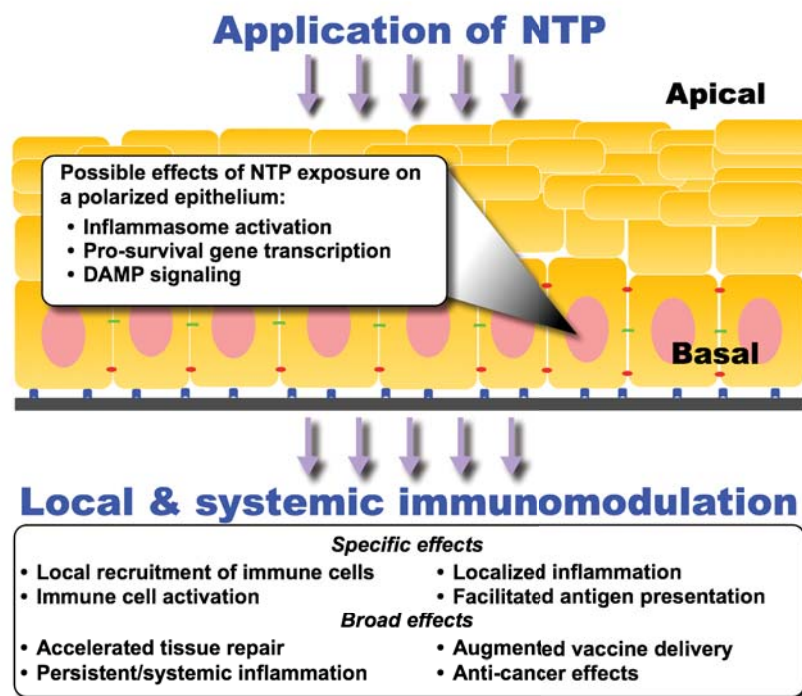 Application of NTP
Apical
Possible effects of NTP exposure on
a polarized epithelium:
• Inflammasome activation
• Pro-survival gene transcription
• DAMP signaling
Basal
Local & systemic immunomodulation
Specific effects
• Local recruitment of immune cells
• Immune cell activation
• Localized inflammation
• Facilitated antigen presentation
Broad effects
• Accelerated tissue repair
• Persistent/systemic inflammation
• Augmented vaccine delivery
• Anti-cancer effects